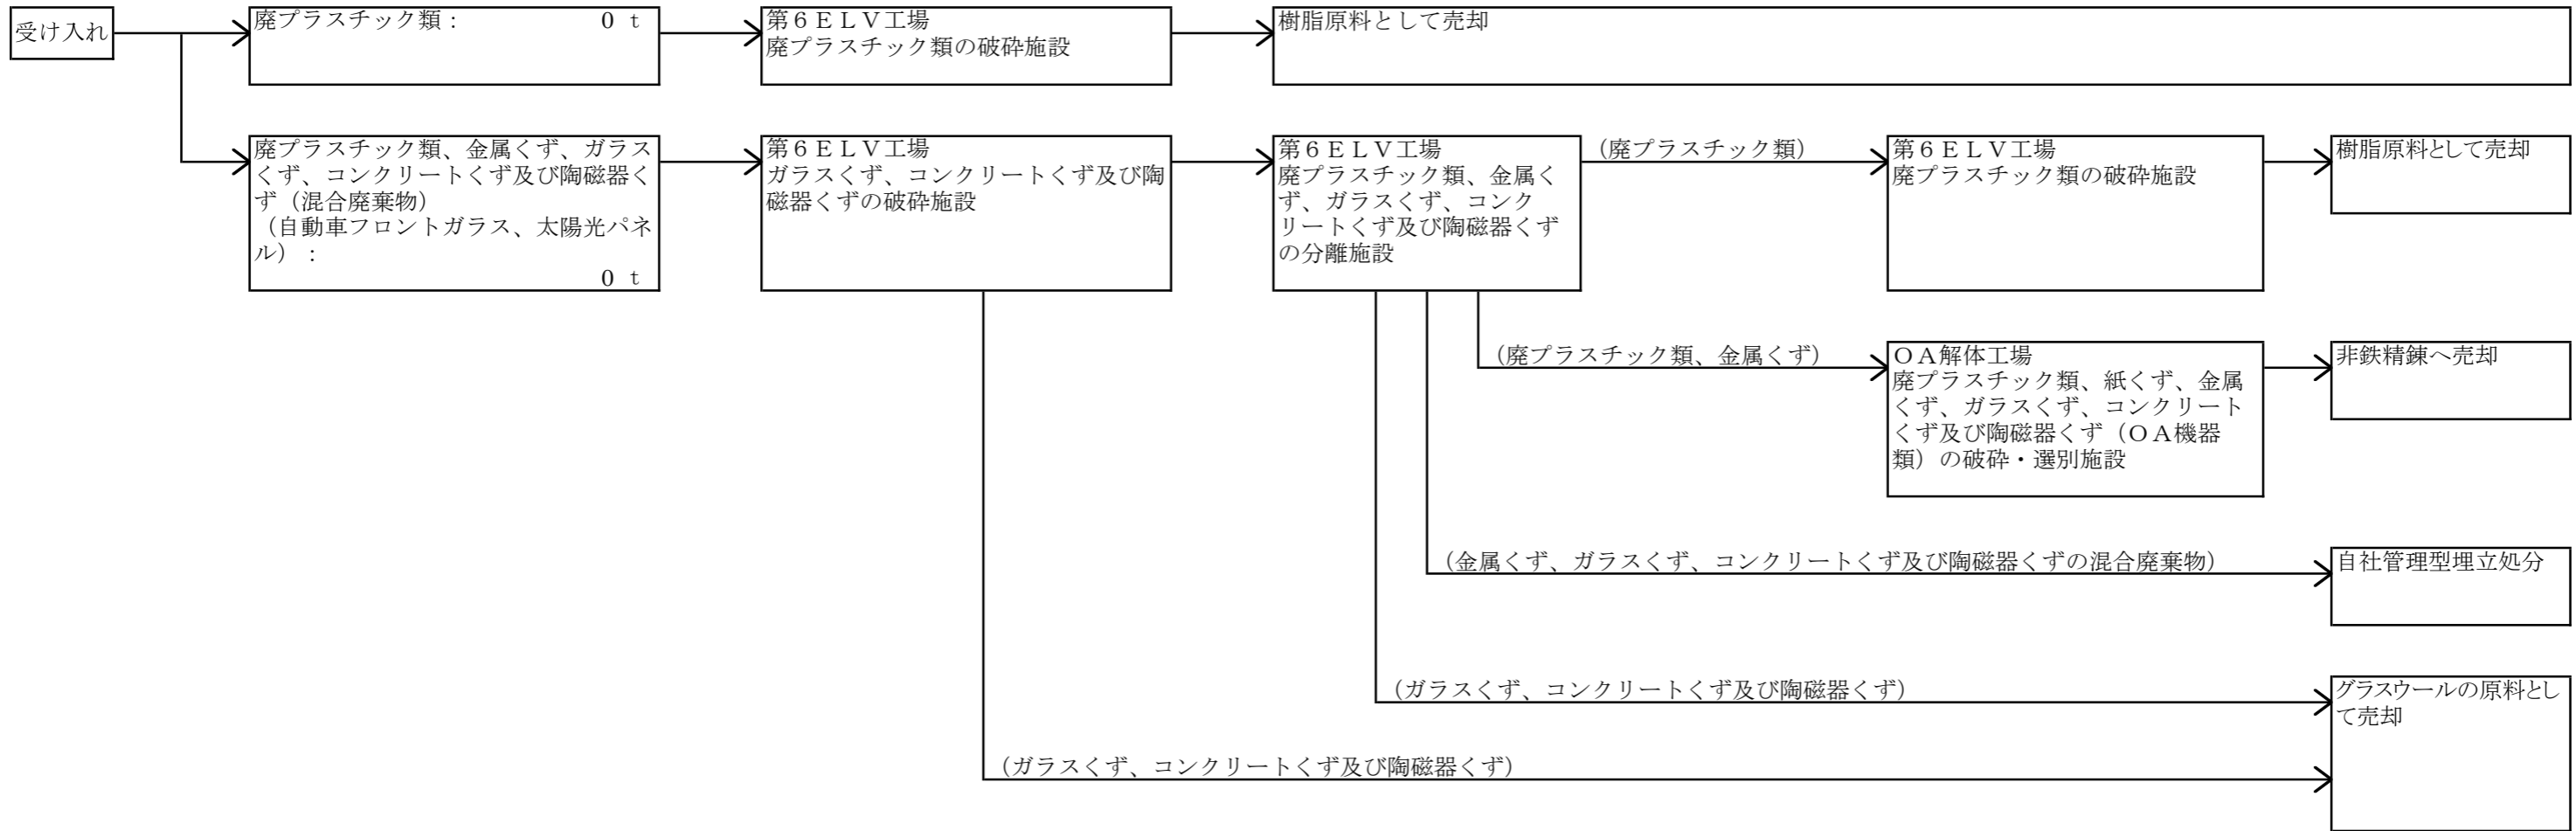 受け入れ
廃プラスチック類： 0 t
第６ＥＬＶ工場
廃プラスチック類の破砕施設
樹脂原料として売却
廃プラスチック類、金属くず、ガラス
くず、コンクリートくず及び陶磁器く
ず（混合廃棄物）
（自動車フロントガラス、太陽光パネ
ル）：
0 t
第６ＥＬＶ工場
ガラスくず、コンクリートくず及び陶
磁器くずの破砕施設
第６ＥＬＶ工場
廃プラスチック類、金属く
ず、ガラスくず、コンク
リートくず及び陶磁器くず
の分離施設
（廃プラスチック類）
第６ＥＬＶ工場
廃プラスチック類の破砕施設
樹脂原料として売却
（廃プラスチック類、金属くず）
ＯＡ解体工場
廃プラスチック類、紙くず、金属
くず、ガラスくず、コンクリート
くず及び陶磁器くず（ＯＡ機器
類）の破砕・選別施設
非鉄精錬へ売却
（金属くず、ガラスくず、コンクリートくず及び陶磁器くずの混合廃棄物）
自社管理型埋立処分
（ガラスくず、コンクリートくず及び陶磁器くず）
グラスウールの原料とし
て売却
（ガラスくず、コンクリートくず及び陶磁器くず）